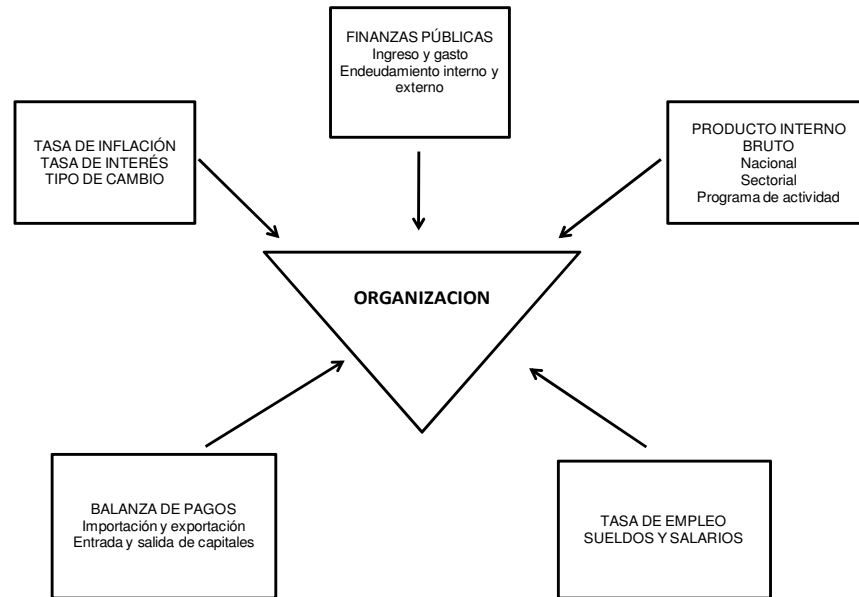 FINANZAS PÚBLICAS
Ingreso y gasto
Endeudamiento interno y
externo
TASA DE INFLACIÓN
TASA DE INTERÉS
TIPO DE CAMBIO
PRODUCTO INTERNO
BRUTO
Nacional
Sectorial
Programa de actividad
ORGANIZACION
BALANZA DE PAGOS
Importación y exportación
Entrada y salida de capitales
TASA DE EMPLEO
SUELDOS Y SALARIOS